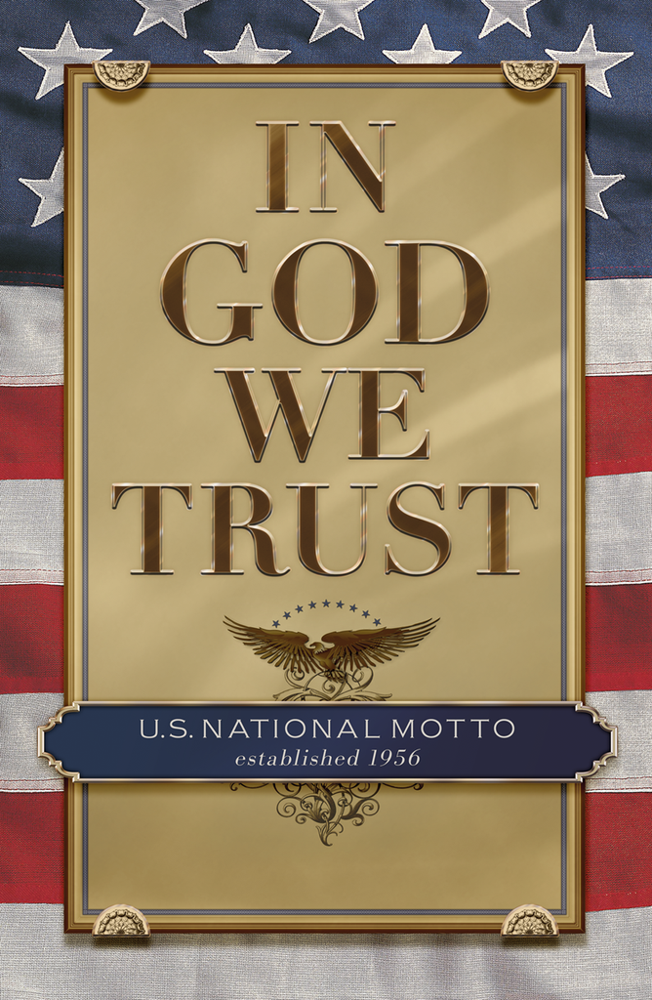 IN
GOD
WE
TRUST
U.S. NATIONAL MOTTO
established 1956